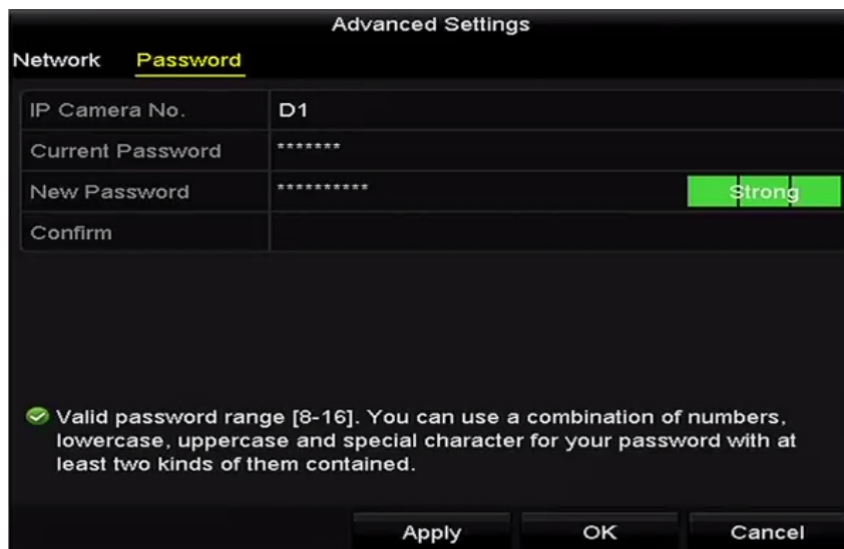 Advanced Settings
Network Password
IP Camera No. D1
Current Password *******
New Password ********** Strong
Confirm
Valid password range [8-16]. You can use a combination of numbers,
lowercase, uppercase and special character for your password with at
least two kinds of them contained.
Apply OK Cancel